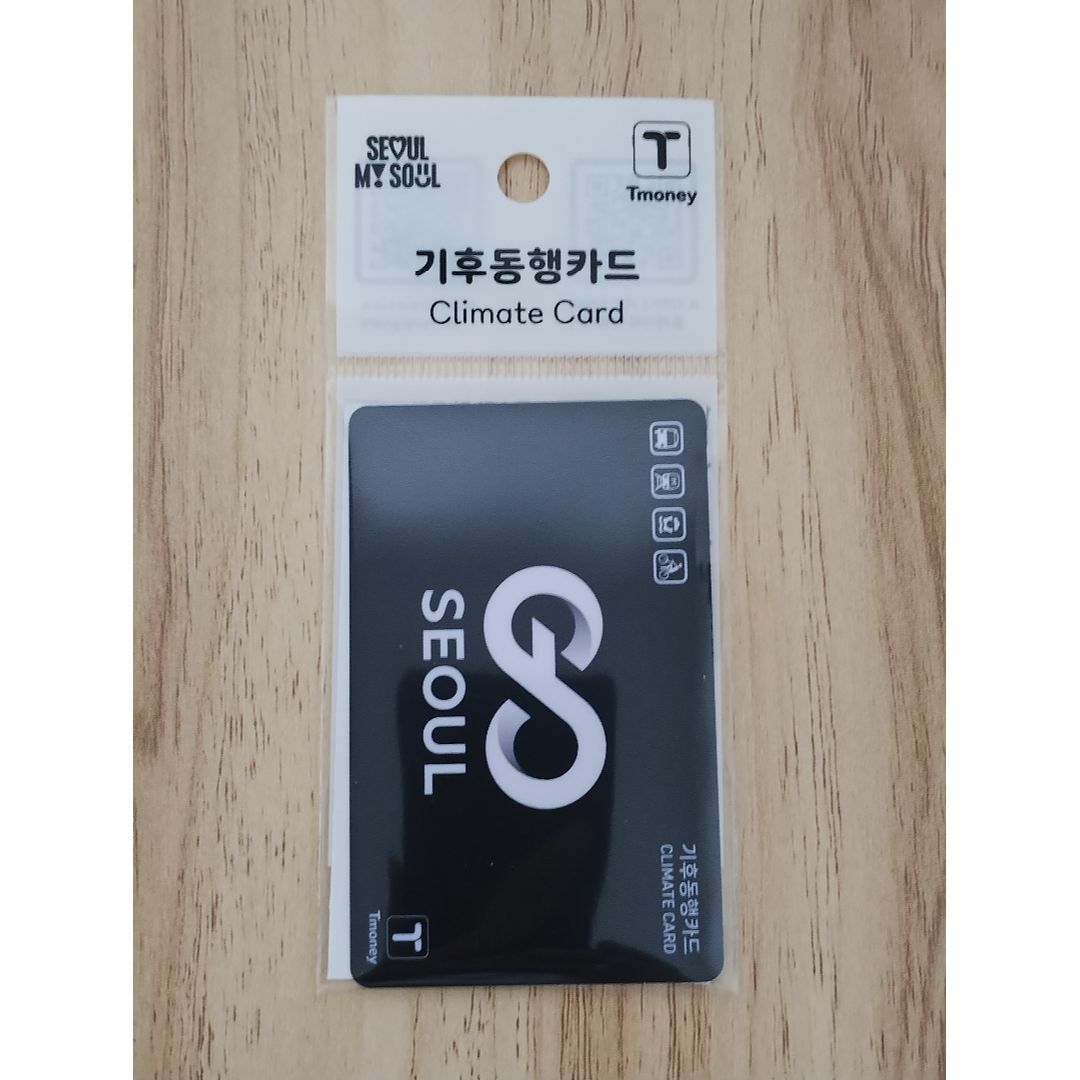 SEOUL
MY SOUL
T
Tmoney
기후동행카드
Climate Card
SEOUL
기후동행카드
CLIMATE CARD
T
Tmoney